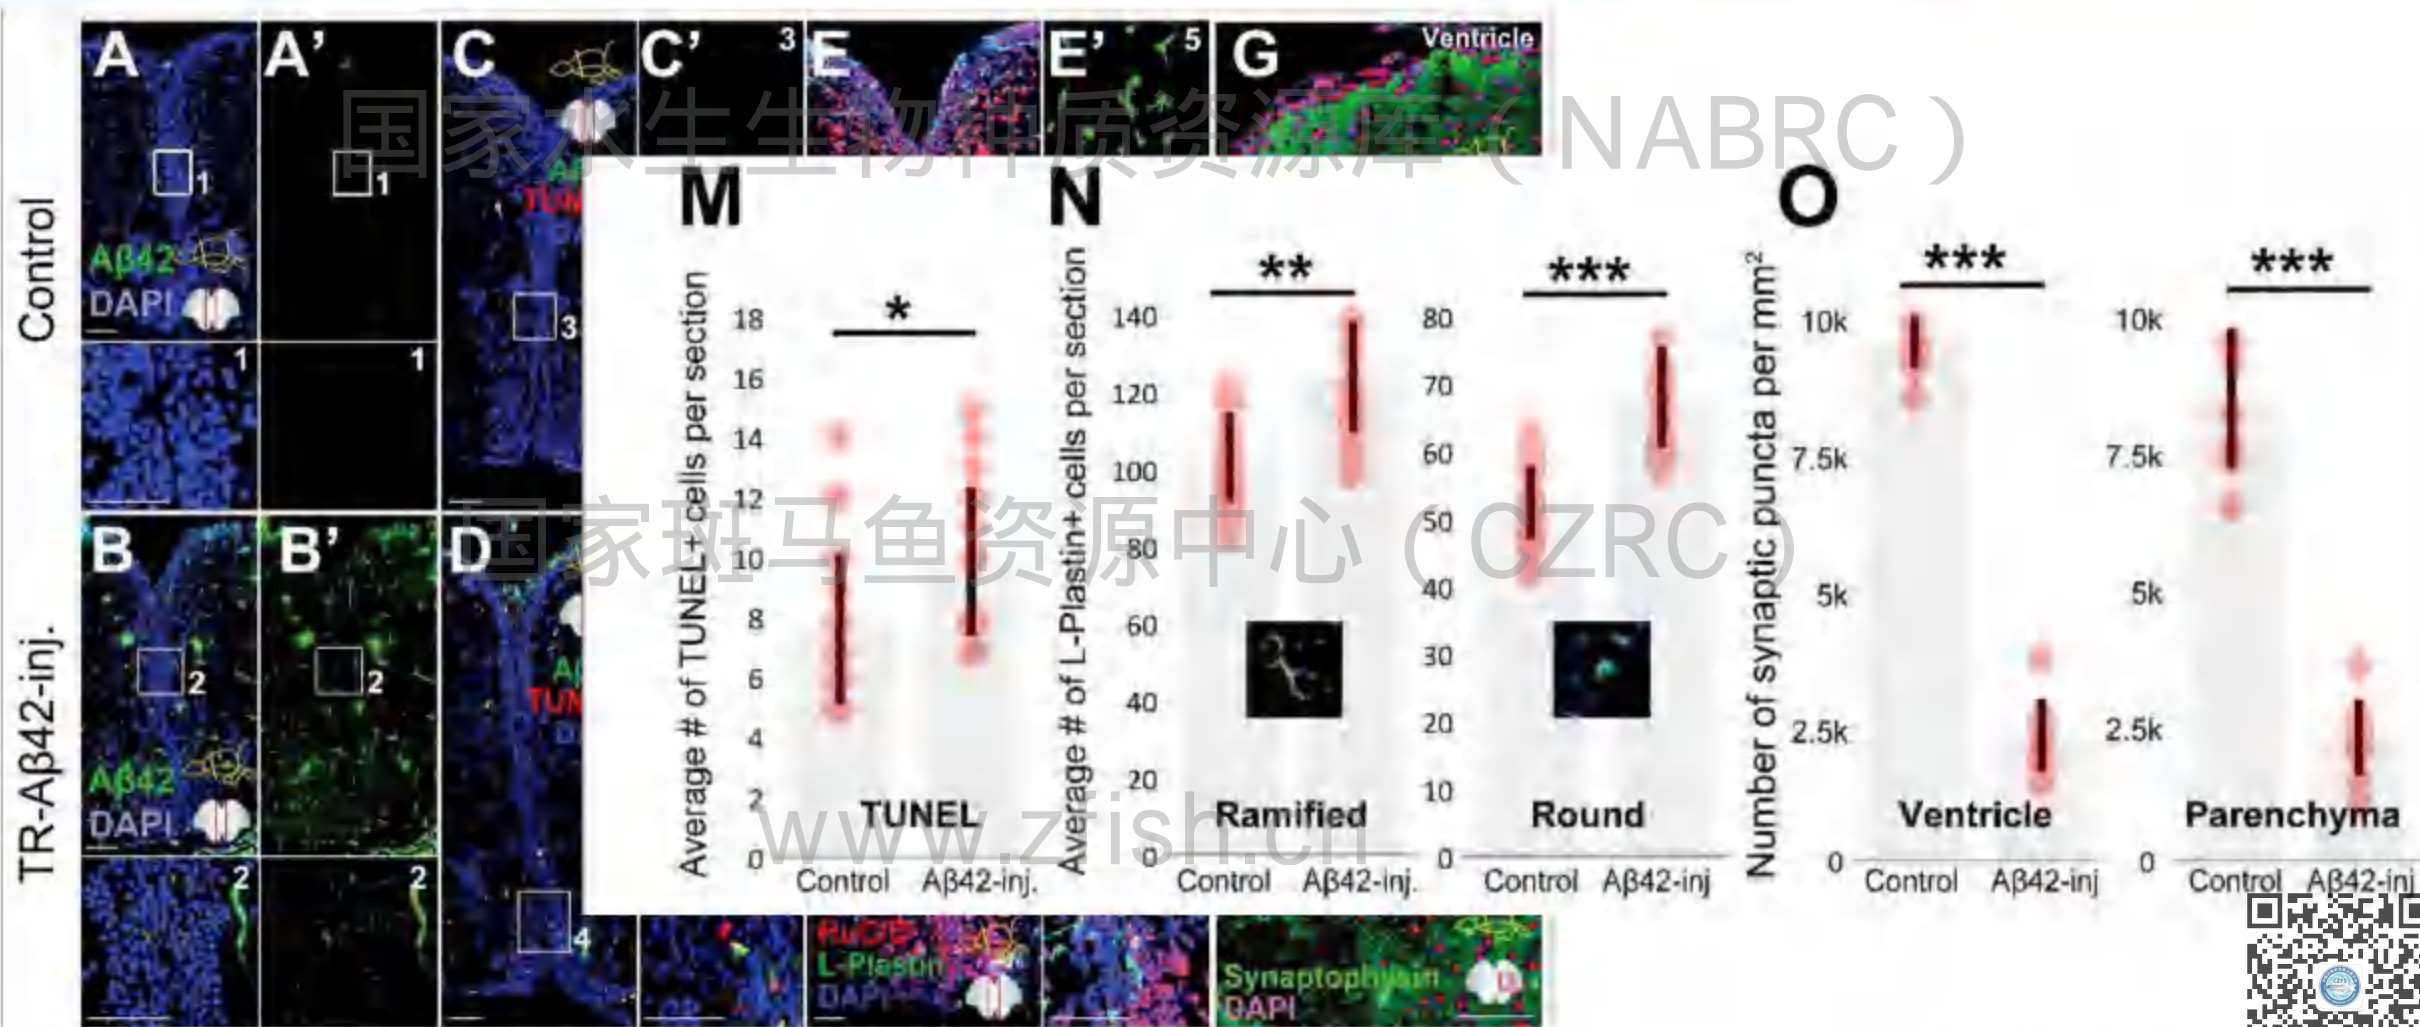 A
A’
C
C’
3
E
E’
5
G
Ventricle
国家水生生物种质资源库（NABRC）
Control
1
1
Aβ42
DAPI
3
1
1
TUN
M
Average # of TUNEL+ cells per section
18
16
14
12
10
8
6
4
2
0
*
TUNEL
Control
Aβ42-inj.
N
Average # of L-Plastin+ cells per section
140
120
100
80
60
40
20
0
**
Ramified
Control
Aβ42-inj.
80
70
60
50
40
30
20
10
0
***
Round
Control
Aβ42-inj
O
Number of synaptic puncta per mm²
10k
7.5k
5k
2.5k
0
***
Ventricle
Control
Aβ42-inj
10k
7.5k
5k
2.5k
0
***
Parenchyma
Control
Aβ42-inj
国家斑马鱼资源中心（CZRC）
www.zfish.cn
TR-Aβ42-inj.
B
B’
D
2
2
Aβ42
DAPI
TUN
2
2
4
L-Plastin
DAPI
Synaptophysin
DAPI